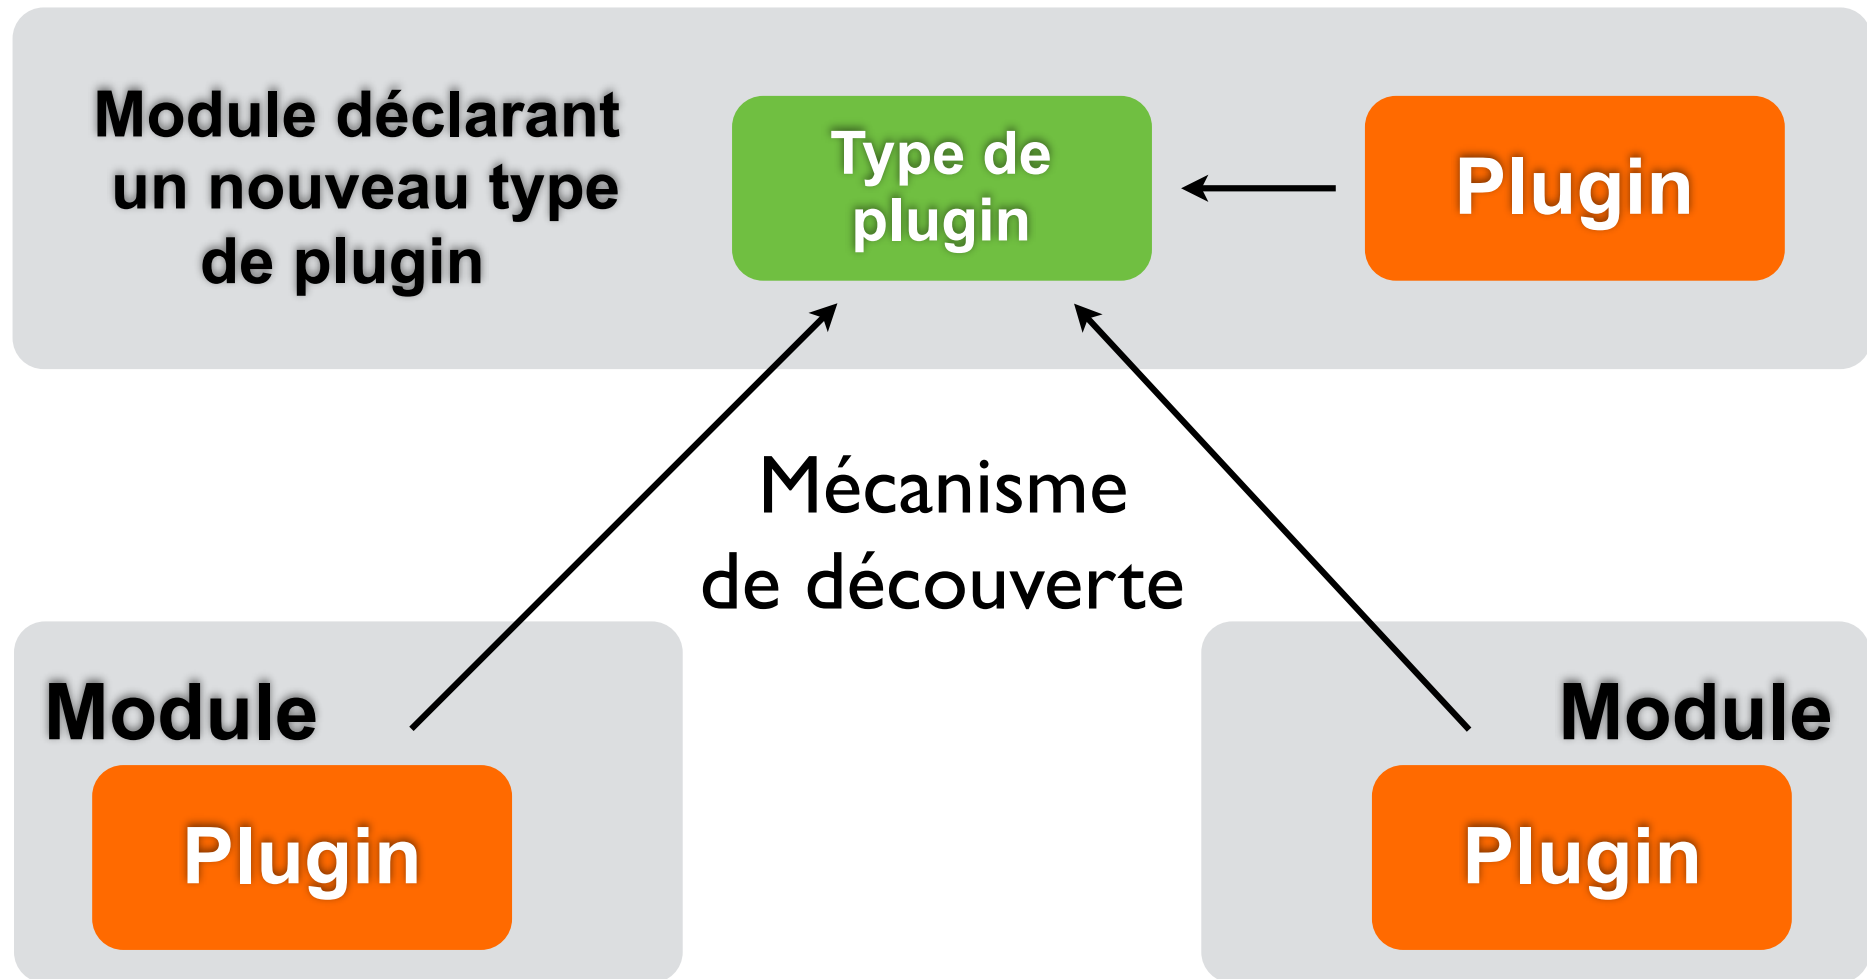 Module déclarant
un nouveau type
de plugin
Type de
plugin
Plugin
Mécanisme
de découverte
Module
Plugin
Module
Plugin